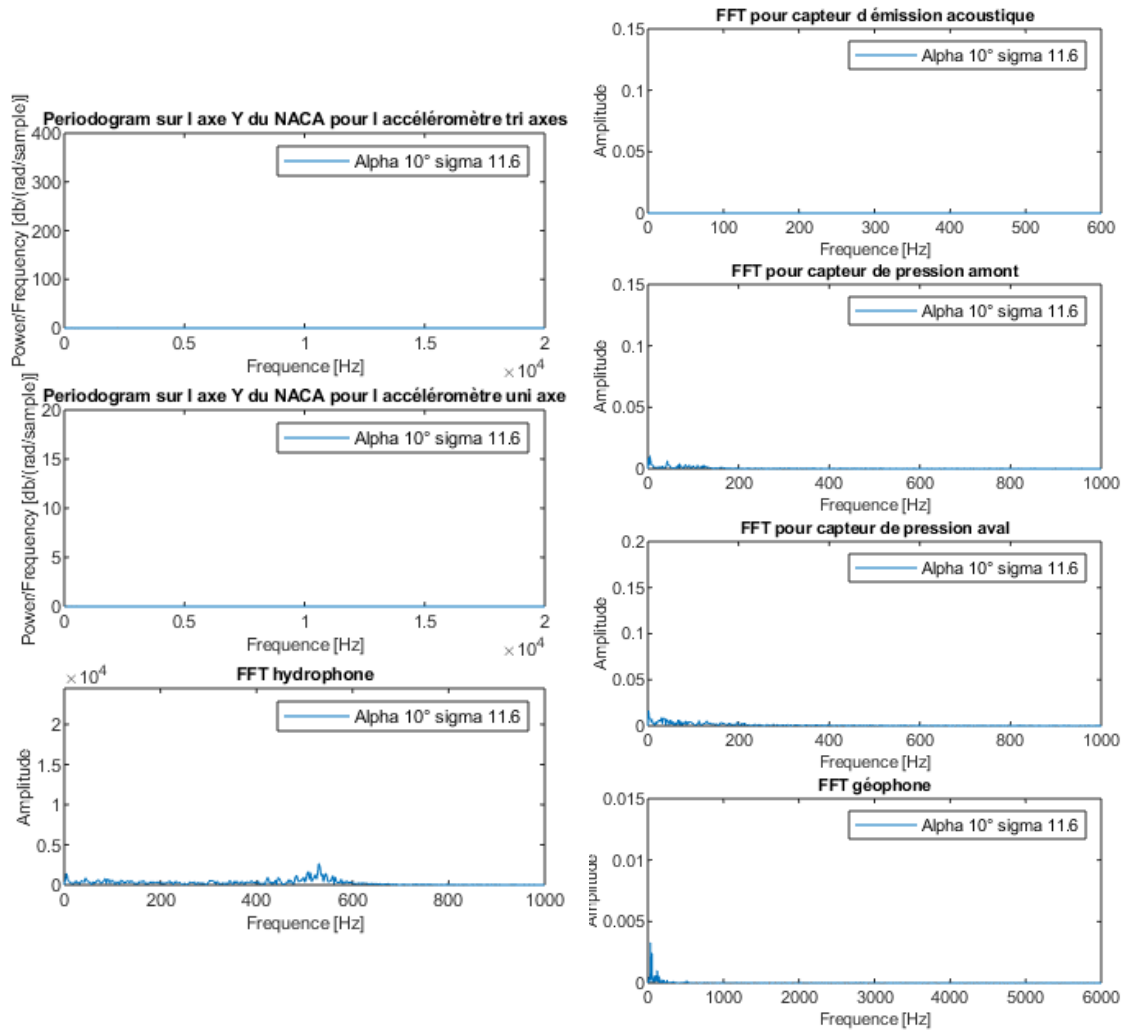 Periodogram sur l axe Y du NACA pour l accéléromètre tri axes
Power/Frequency [db/(rad/sample)]
400
300
200
100
0
Alpha 10° sigma 11.6
0 0.5 1 1.5 2
×10^4
Frequence [Hz]
Periodogram sur l axe Y du NACA pour l accéléromètre uni axe
Power/Frequency [db/(rad/sample)]
20
15
10
5
0
Alpha 10° sigma 11.6
0 0.5 1 1.5 2
×10^4
Frequence [Hz]
FFT hydrophone
×10^4
Amplitude
2
1.5
1
0.5
0
Alpha 10° sigma 11.6
0 200 400 600 800 1000
Frequence [Hz]
FFT pour capteur d émission acoustique
Amplitude
0.15
0.1
0.05
0
Alpha 10° sigma 11.6
0 100 200 300 400 500 600
Frequence [Hz]
FFT pour capteur de pression amont
Amplitude
0.15
0.1
0.05
0
Alpha 10° sigma 11.6
0 200 400 600 800 1000
Frequence [Hz]
FFT pour capteur de pression aval
Amplitude
0.2
0.15
0.1
0.05
0
Alpha 10° sigma 11.6
0 200 400 600 800 1000
Frequence [Hz]
FFT géophone
Amplitude
0.015
0.01
0.005
0
Alpha 10° sigma 11.6
0 1000 2000 3000 4000 5000 6000
Frequence [Hz]